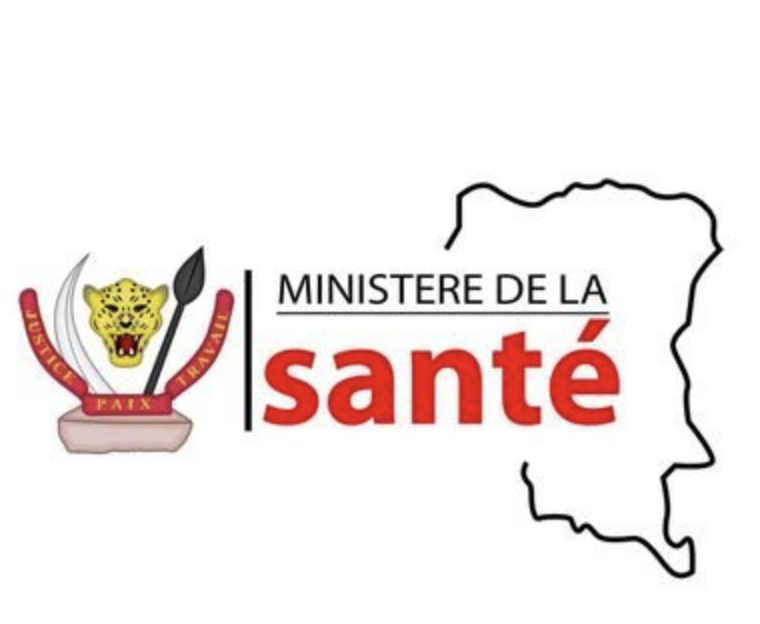 JUSTICE PAIX TRAVAIL
MINISTERE DE LA
santé